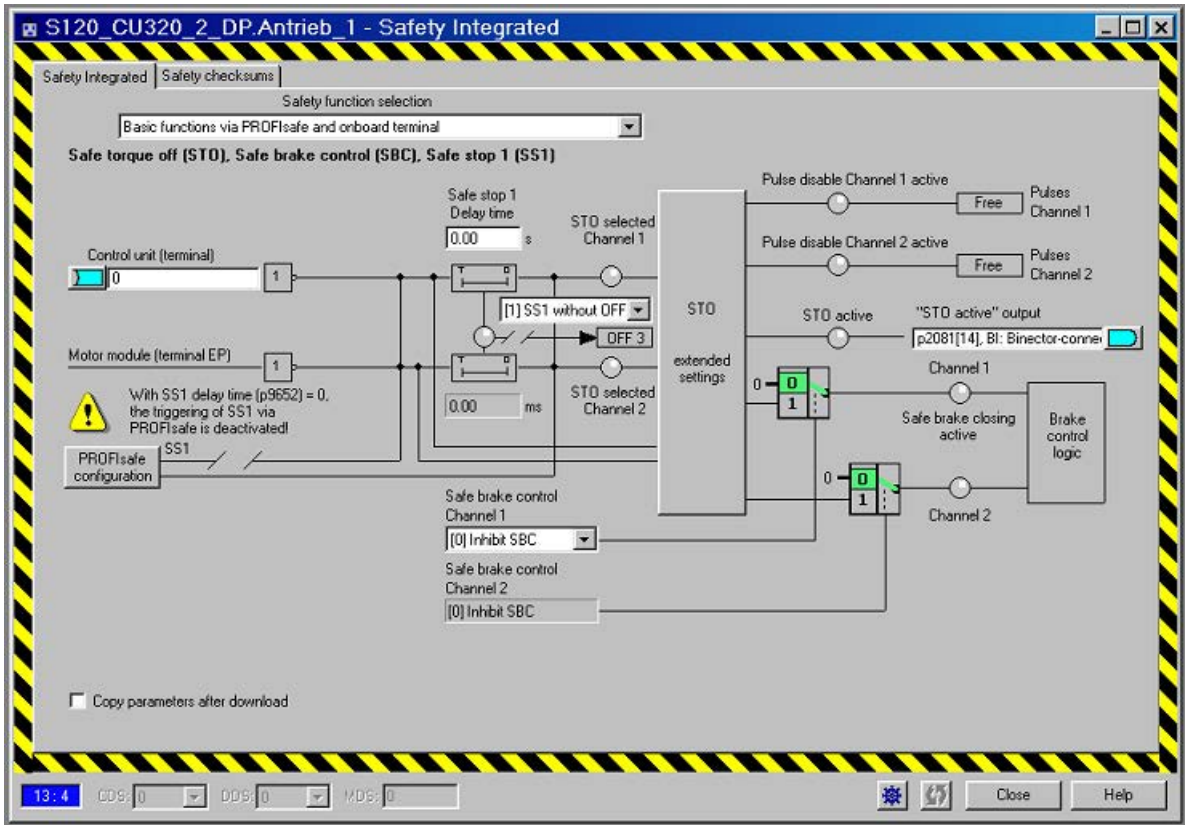 S120_CU320_2_DP.Antrieb_1 - Safety Integrated
Safety Integrated
Safety checksums
Safety function selection
Basic functions via PROFIsafe and onboard terminal
Safe torque off (STO), Safe brake control (SBC), Safe stop 1 (SS1)
Safe stop 1
Delay time
0.00 s
STO selected
Channel 1
Control unit (terminal)
0
1
T 0
[1] SS1 without OFF
OFF 3
Motor module (terminal EP)
1
T 0
0.00 ms
STO selected
Channel 2
With SS1 delay time (p9652) = 0,
the triggering of SS1 via
PROFIsafe is deactivated!
PROFIsafe
configuration
SS1
STO
extended
settings
Pulse disable Channel 1 active
Free
Pulses
Channel 1
Pulse disable Channel 2 active
Free
Pulses
Channel 2
STO active
"STO active" output
p2081[14], BI: Binector-conne
0
0
1
Channel 1
Safe brake closing
active
Brake
control
logic
0
0
1
Channel 2
Safe brake control
Channel 1
[0] Inhibit SBC
Safe brake control
Channel 2
[0] Inhibit SBC
Copy parameters after download
13: 4
CDS: 0
DDS: 0
MDS: 0
Close
Help